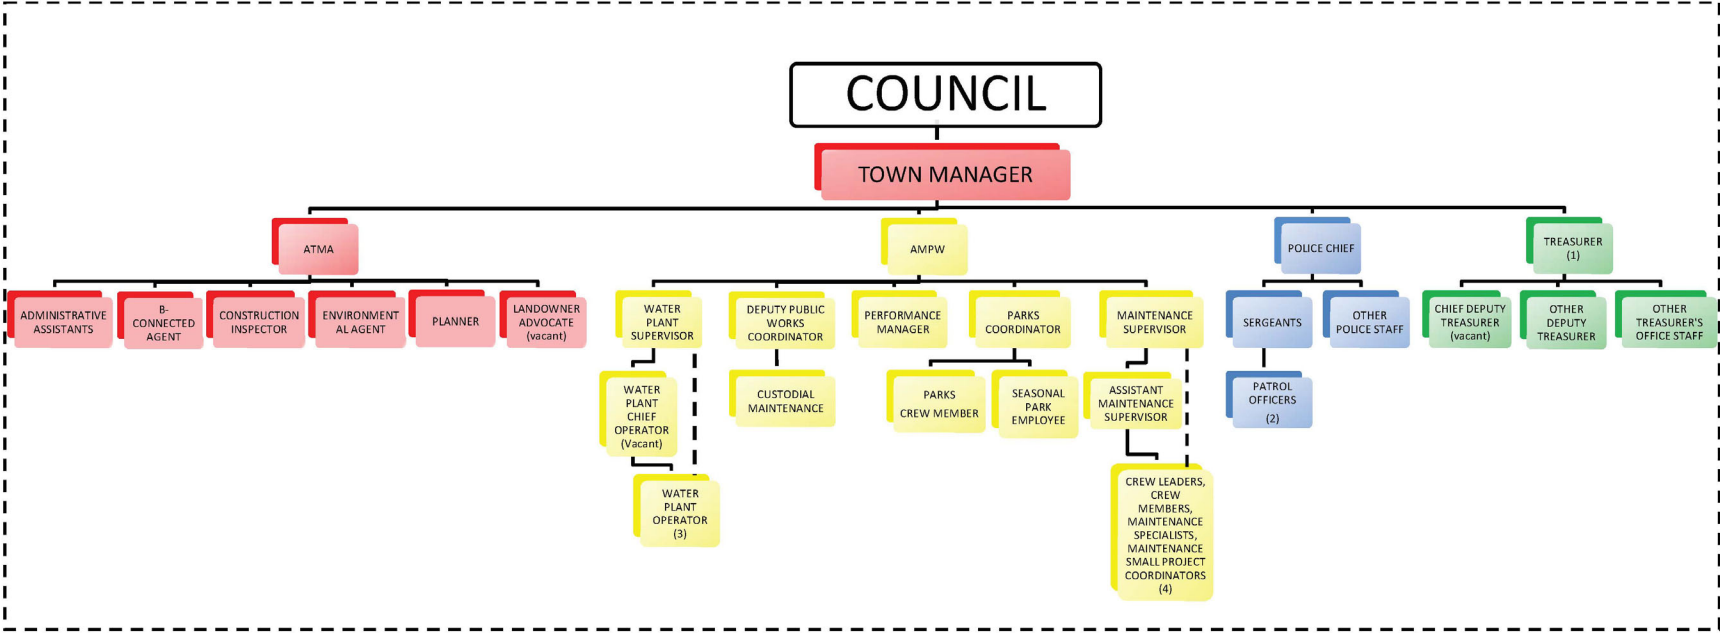 COUNCIL
TOWN MANAGER
ATMA
AMPW
POLICE CHIEF
TREASURER
(1)
ADMINISTRATIVE
ASSISTANTS
B-
CONNECTED
AGENT
CONSTRUCTION
INSPECTOR
ENVIRONMENT
AL AGENT
PLANNER
LANDOWNER
ADVOCATE
(vacant)
WATER
PLANT
SUPERVISOR
DEPUTY PUBLIC
WORKS
COORDINATOR
PERFORMANCE
MANAGER
PARKS
COORDINATOR
MAINTENANCE
SUPERVISOR
SERGEANTS
OTHER
POLICE STAFF
CHIEF DEPUTY
TREASURER
(vacant)
OTHER
DEPUTY
TREASURER
OTHER
TREASURER'S
OFFICE STAFF
WATER
PLANT
CHIEF
OPERATOR
(Vacant)
CUSTODIAL
MAINTENANCE
PARKS
CREW MEMBER
SEASONAL
PARK
EMPLOYEE
ASSISTANT
MAINTENANCE
SUPERVISOR
PATROL
OFFICERS
(2)
WATER
PLANT
OPERATOR
(3)
CREW LEADERS,
CREW
MEMBERS,
MAINTENANCE
SPECIALISTS,
MAINTENANCE
SMALL PROJECT
COORDINATORS
(4)